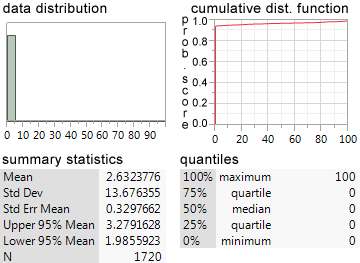 data distribution
0 10 20 30 40 50 60 70 80 90
cumulative dist. function
prob. score
1.0
0.8
0.6
0.4
0.2
0.0
0 20 40 60 80 100
summary statistics
Mean 2.6323776
Std Dev 13.676355
Std Err Mean 0.3297662
Upper 95% Mean 3.2791628
Lower 95% Mean 1.9855923
N 1720
quantiles
100% maximum 100
75% quartile 0
50% median 0
25% quartile 0
0% minimum 0